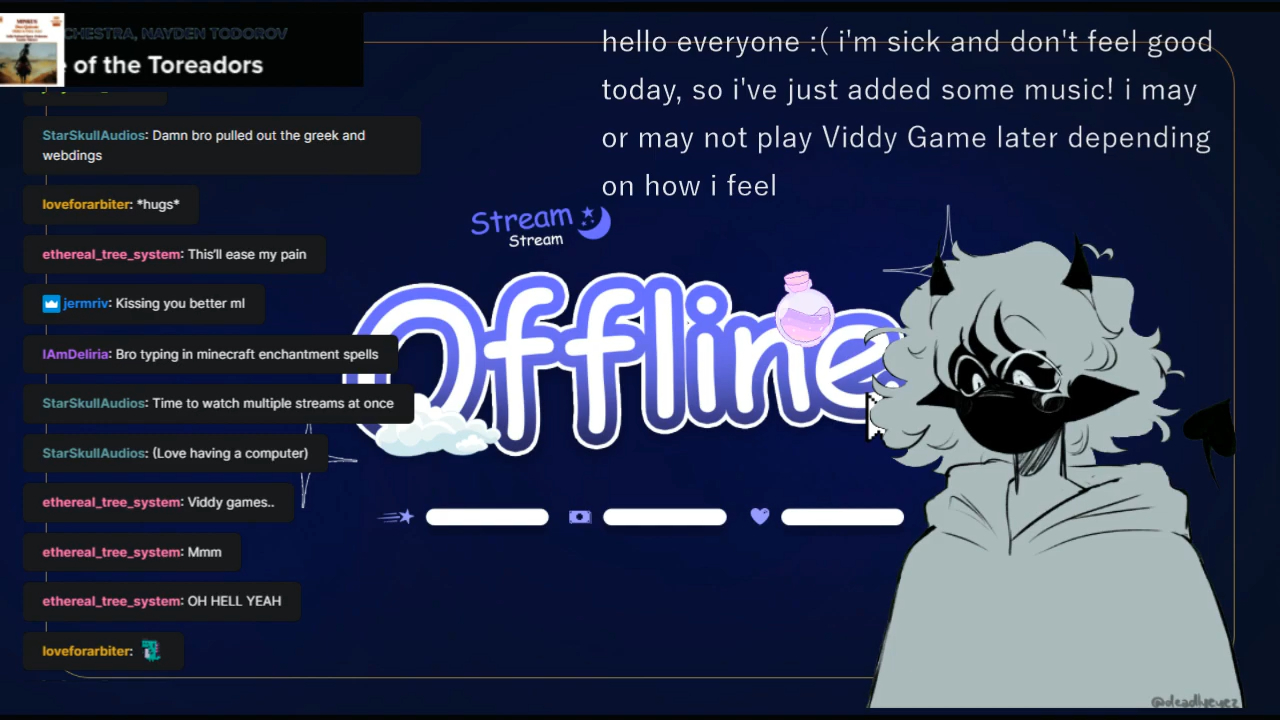 CHESTRA, NAYDEN TODOROV
of the Toreadors
hello everyone :( i'm sick and don't feel good
today, so i've just added some music! i may
or may not play Viddy Game later depending
on how i feel
StarSkullAudios: Damn bro pulled out the greek and
webdings
loveforarbiter: *hugs*
ethereal_tree_system: This'll ease my pain
jermriv: Kissing you better ml
IAmDeliria: Bro typing in minecraft enchantment spells
StarSkullAudios: Time to watch multiple streams at once
StarSkullAudios: (Love having a computer)
ethereal_tree_system: Viddy games..
ethereal_tree_system: Mmm
ethereal_tree_system: OH HELL YEAH
loveforarbiter:
Stream
Stream
Offline
@deadlyeyez